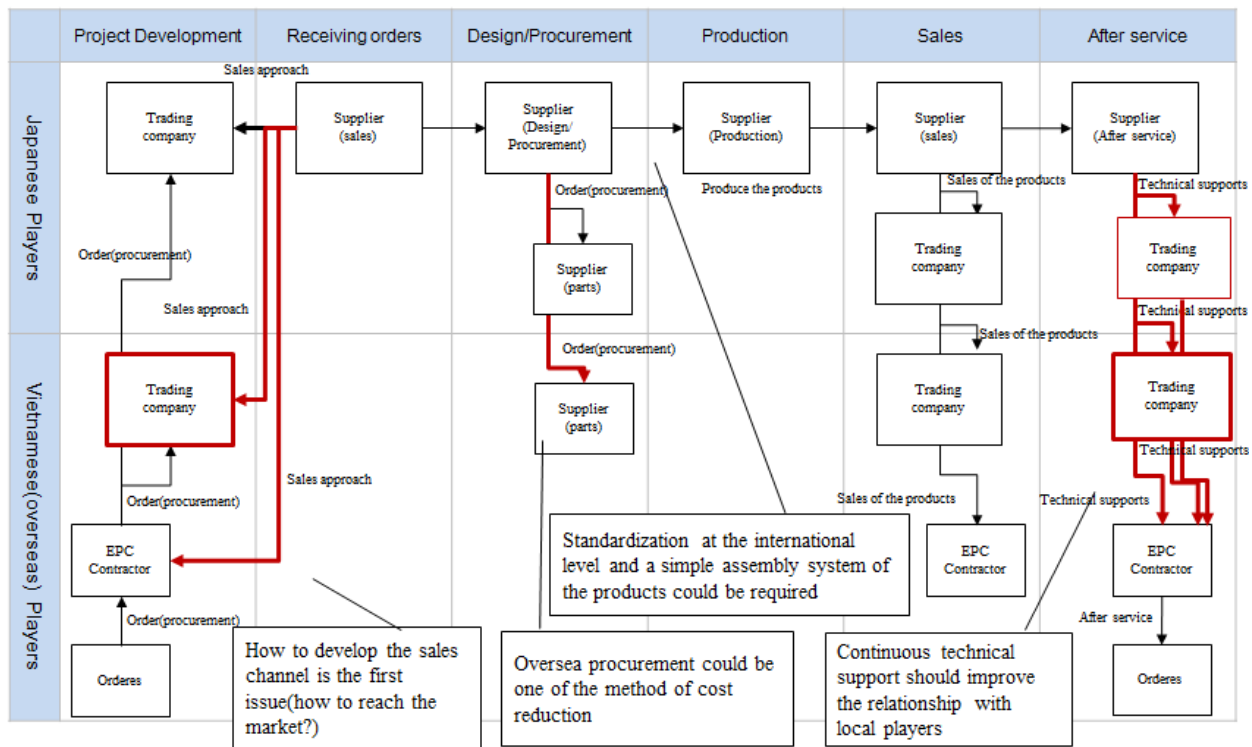 Project Development
Receiving orders
Design/Procurement
Production
Sales
After service
Japanese Players
Sales approach
Trading
company
Supplier
(sales)
Supplier
(Design/
Procurement)
Supplier
(Production)
Supplier
(sales)
Supplier
(After service)
Order(procurement)
Produce the products
Sales of the products
Technical supports
Order(procurement)
Supplier
(parts)
Trading
company
Trading
company
Sales approach
Technical supports
Vietnamese(overseas) Players
Sales of the products
Order(procurement)
Trading
company
Supplier
(parts)
Trading
company
Trading
company
Technical supports
Sales approach
Order(procurement)
Sales of the products
Technical supports
EPC
Contractor
EPC
Contractor
EPC
Contractor
Order(procurement)
After service
Orderes
Orderes
Standardization at the international
level and a simple assembly system of
the products could be required
How to develop the sales
channel is the first
issue(how to reach the
market?)
Oversea procurement could be
one of the method of cost
reduction
Continuous technical
support should improve
the relationship with
local players